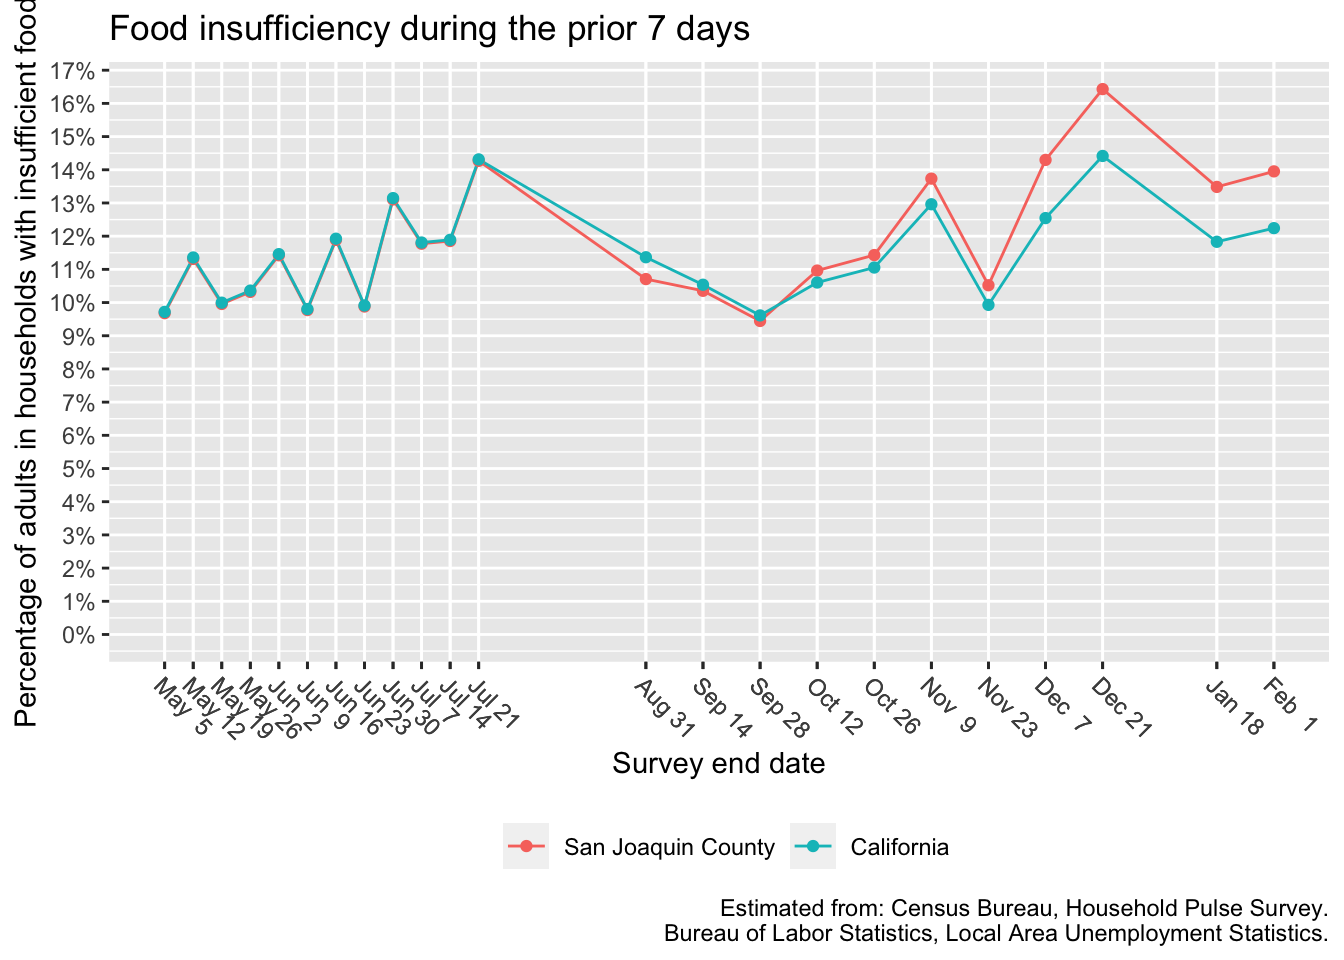 Food insufficiency during the prior 7 days
Percentage of adults in households with insufficient food
17%
16%
15%
14%
13%
12%
11%
10%
9%
8%
7%
6%
5%
4%
3%
2%
1%
0%
May 5
May 12
May 19
May 26
Jun 2
Jun 9
Jun 16
Jun 23
Jun 30
Jul 7
Jul 14
Jul 21
Aug 31
Sep 14
Sep 28
Oct 12
Oct 26
Nov 9
Nov 23
Dec 7
Dec 21
Jan 18
Feb 1
Survey end date
San Joaquin County
California
Estimated from: Census Bureau, Household Pulse Survey.
Bureau of Labor Statistics, Local Area Unemployment Statistics.